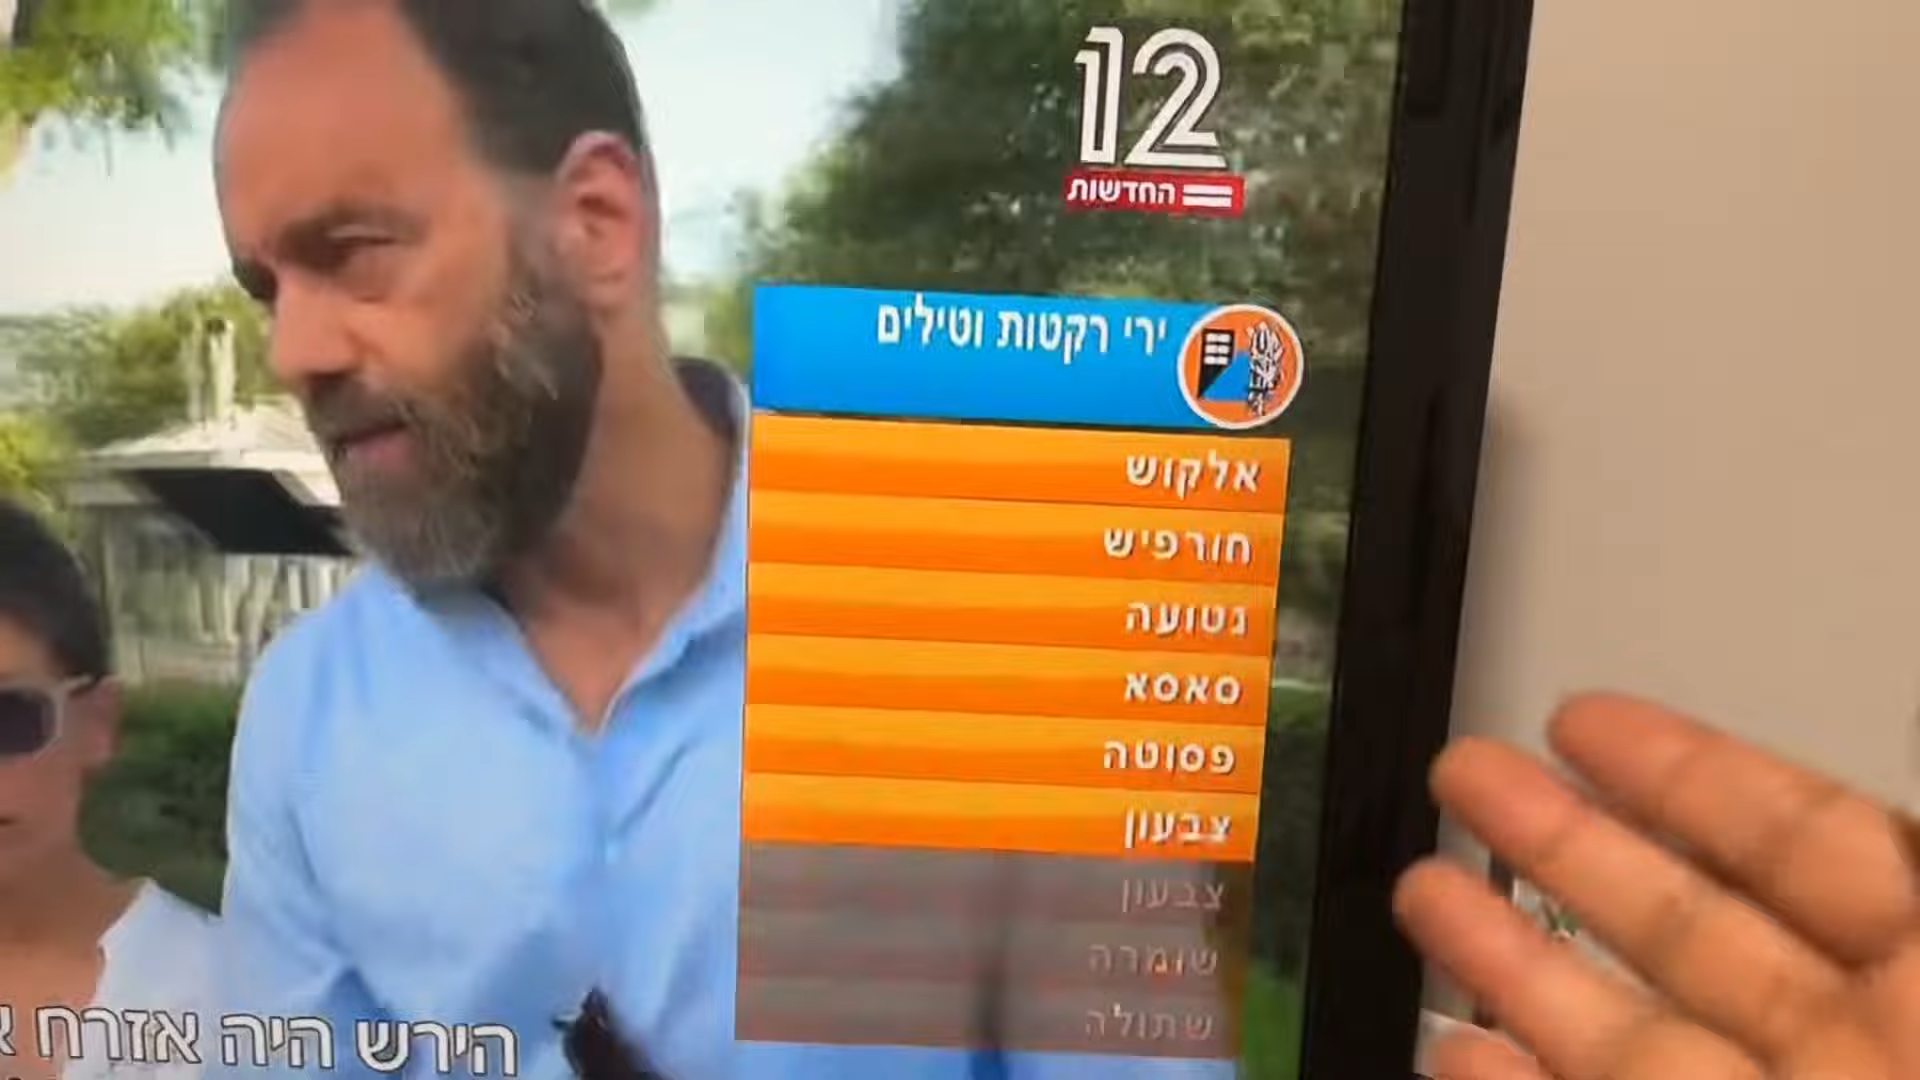 12
החדשות
ירי רקטות וטילים
אלקוש
חורפיש
נטועה
סאסא
פסוטה
צבעון
צבעון
שומרה
שתולה
הירש היה אזרח